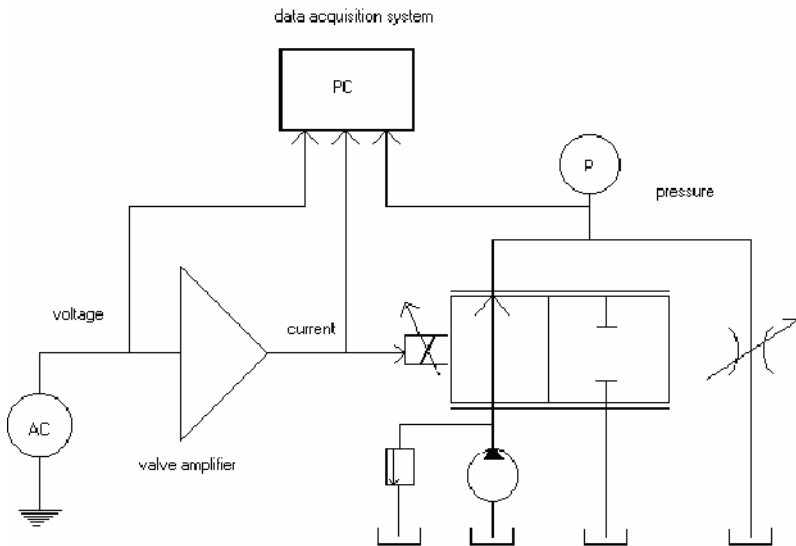 data acquisition system
PC
P
pressure
voltage
current
AC
valve amplifier